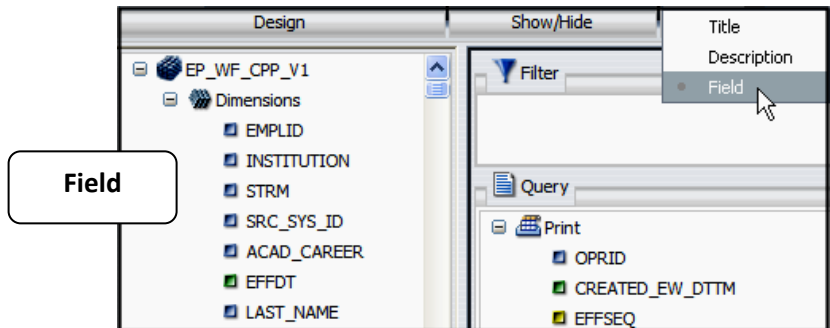 Design
Show/Hide
Title
Description
Field
EP_WF_CPP_V1
Dimensions
EMPLID
INSTITUTION
STRM
SRC_SYS_ID
ACAD_CAREER
EFFDT
LAST_NAME
Field
Filter
Query
Print
OPRID
CREATED_EW_DTTM
EFFSEQ